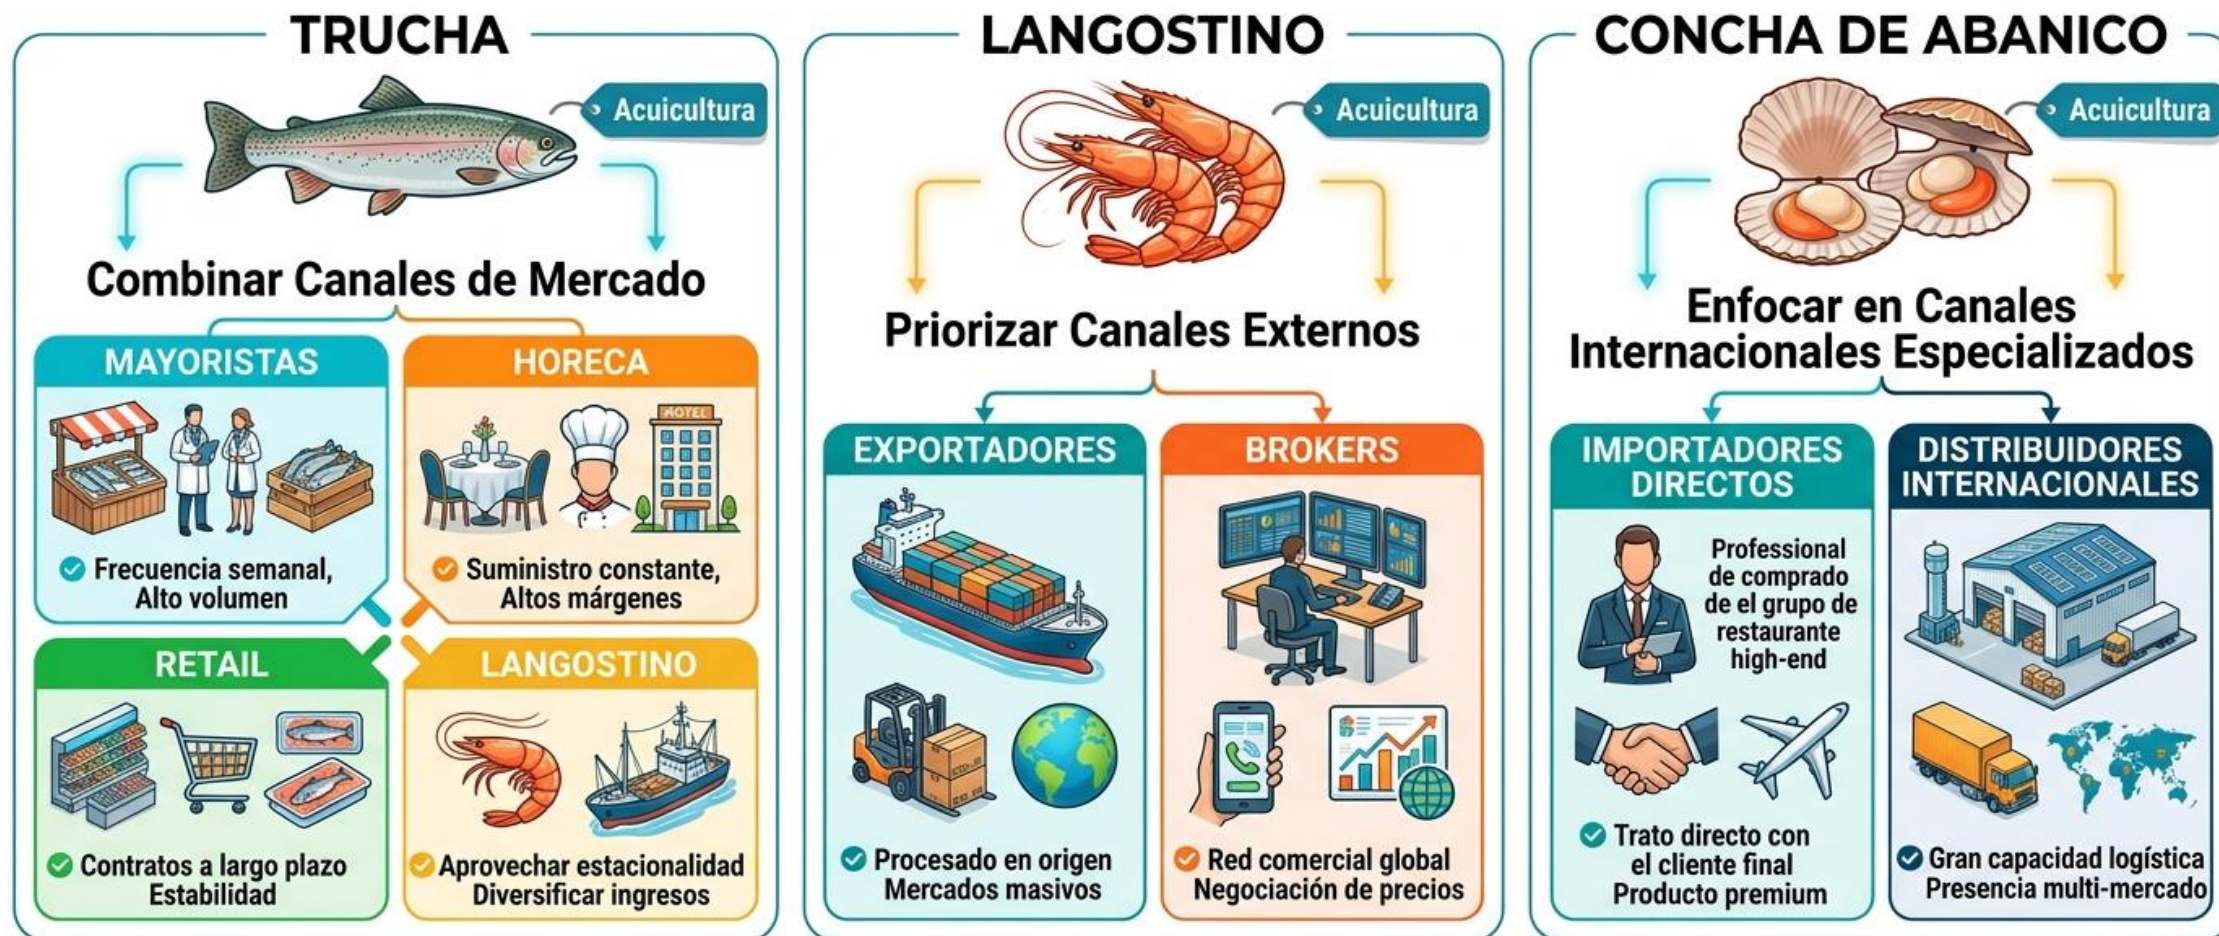 TRUCHA
Acuicultura
Combinar Canales de Mercado
MAYORISTAS
Frecuencia semanal,
Alto volumen
HORECA
HOTEL
Suministro constante,
Altos márgenes
RETAIL
Contratos a largo plazo
Estabilidad
LANGOSTINO
Aprovechar estacionalidad
Diversificar ingresos
LANGOSTINO
Acuicultura
Priorizar Canales Externos
EXPORTADORES
Procesado en origen
Mercados masivos
BROKERS
Red comercial global
Negociación de precios
CONCHA DE ABANICO
Acuicultura
Enfocar en Canales
Internacionales Especializados
IMPORTADORES
DIRECTOS
Professional
de comprado
de el grupo de
restaurante
high-end
Trato directo con
el cliente final
Producto premium
DISTRIBUIDORES
INTERNACIONALES
Gran capacidad logística
Presencia multi-mercado